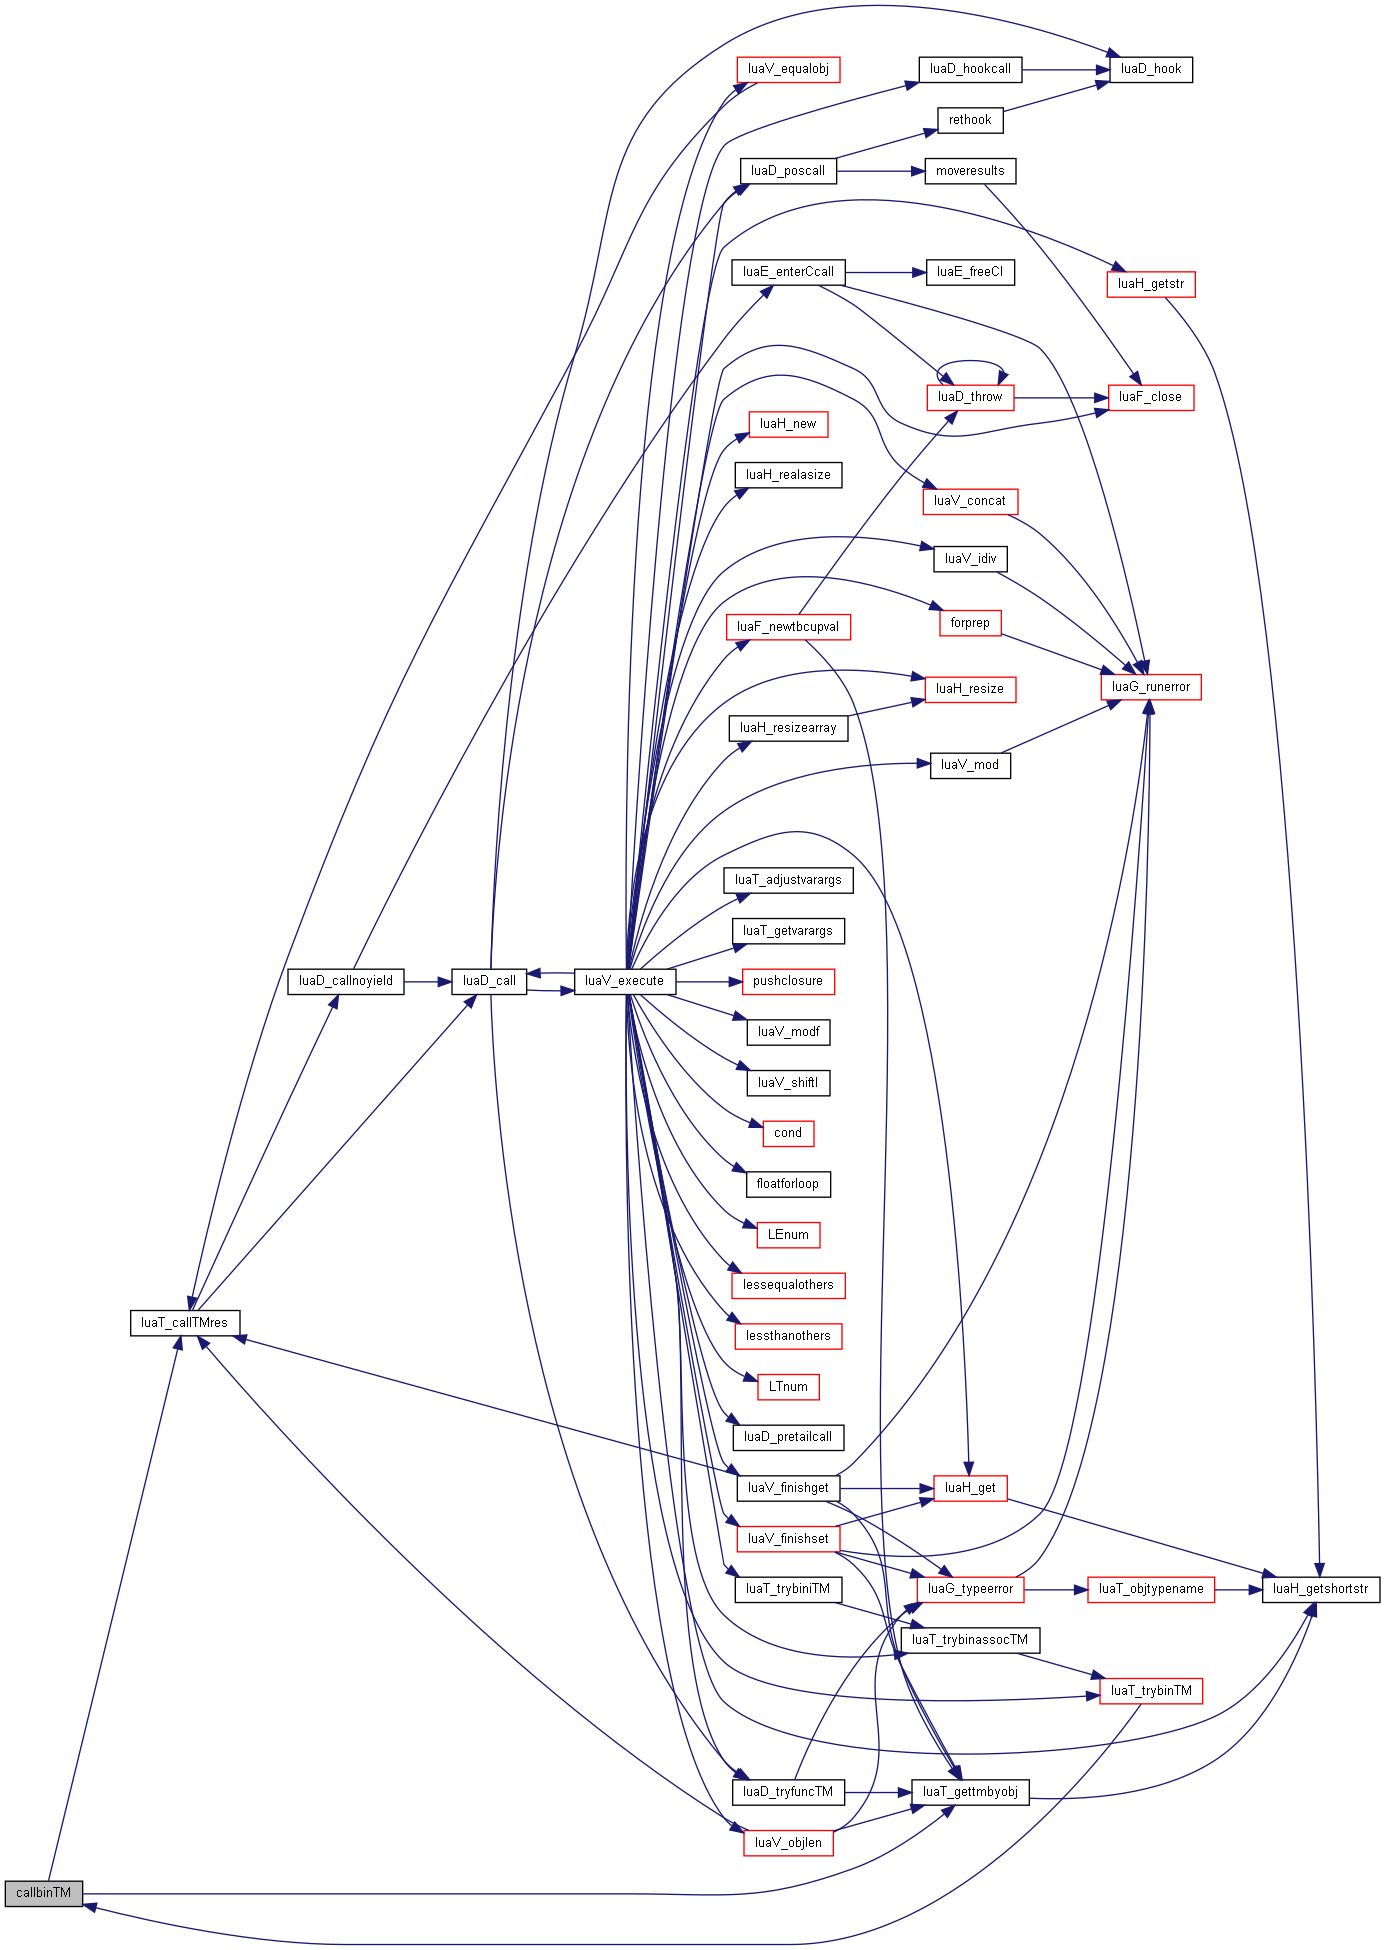 luaV_equalobj
luaD_hookcall
luaD_hook
rethook
luaD_poscall
moveresults
luaE_enterCcall
luaE_freeCI
luaH_getstr
luaD_throw
luaF_close
luaH_new
luaH_realasize
luaV_concat
luaV_idiv
luaF_newtbcupval
forprep
luaH_resize
luaG_runerror
luaH_resizearray
luaV_mod
luaT_adjustvarargs
luaT_getvarargs
luaD_callnoyield
luaD_call
luaV_execute
pushclosure
luaV_modf
luaV_shiftl
cond
floatforloop
LEnum
lessequalothers
luaT_callTMres
lessthanothers
LTnum
luaD_pretailcall
luaV_finishget
luaH_get
luaV_finishset
luaT_trybiniTM
luaG_typeerror
luaT_objtypename
luaH_getshortstr
luaT_trybinassocTM
luaT_trybinTM
luaD_tryfuncTM
luaT_gettmbyobj
luaV_objlen
callbinTM